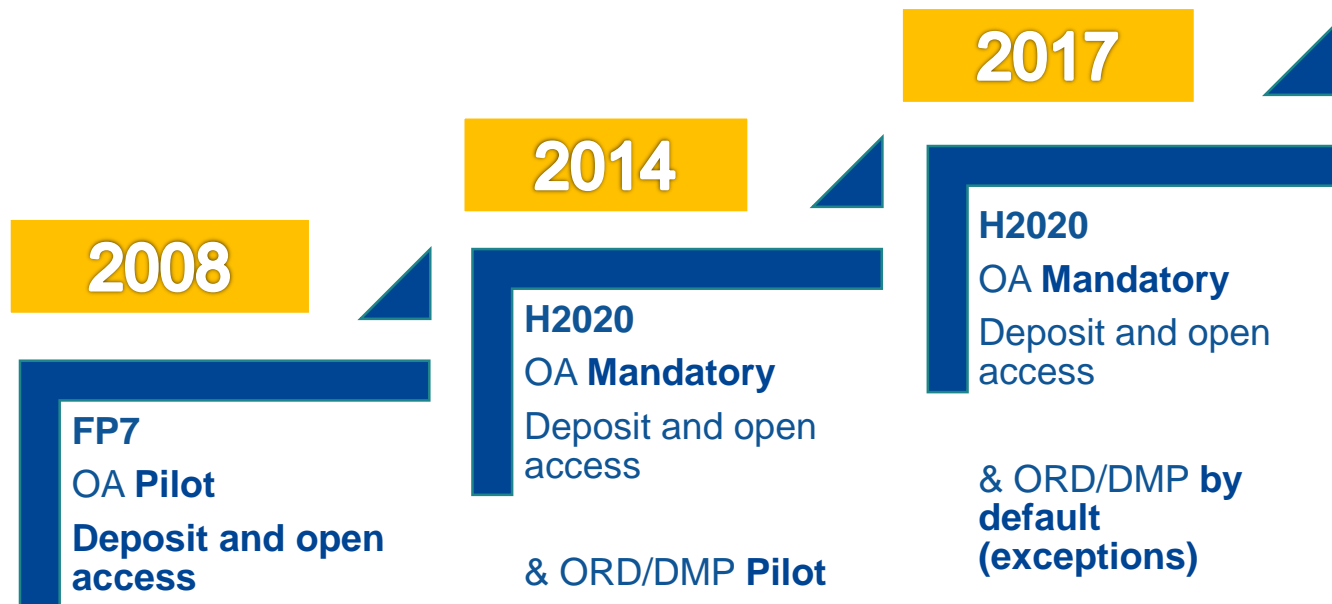 2008
FP7
OA Pilot
Deposit and open
access
2014
H2020
OA Mandatory
Deposit and open
access
& ORD/DMP Pilot
2017
H2020
OA Mandatory
Deposit and open
access
& ORD/DMP by
default
(exceptions)